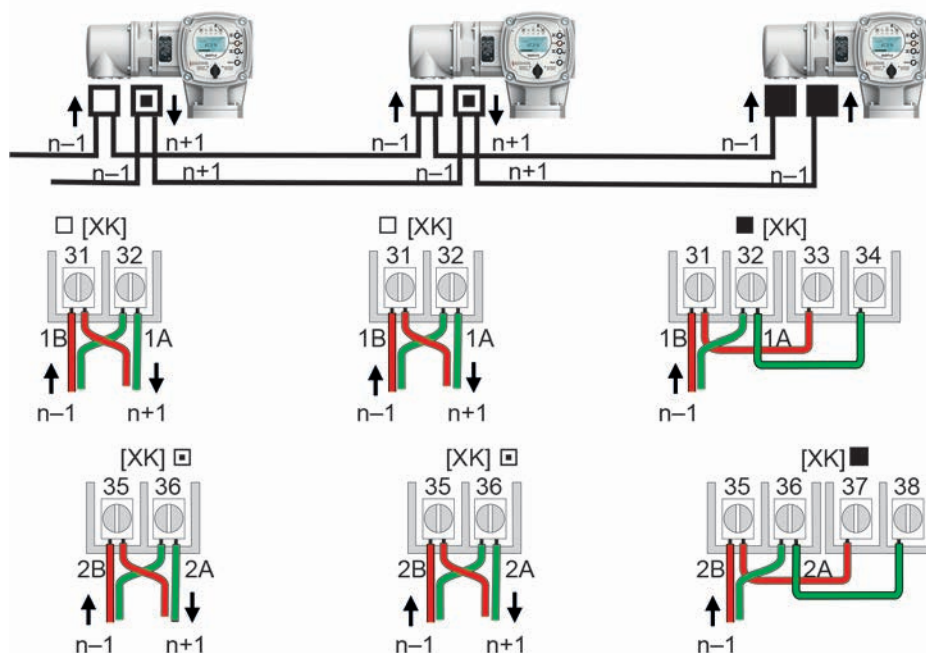 n−1 n+1 n−1 n+1 n−1
n−1 n+1 n−1 n+1 n−1
[XK] [XK] [XK]
31 32 31 32 31 32 33 34
1B 1A 1B 1A 1B 1A
n−1 n+1 n−1 n+1 n−1
[XK] [XK] [XK]
35 36 35 36 35 36 37 38
2B 2A 2B 2A 2B 2A
n−1 n+1 n−1 n+1 n−1